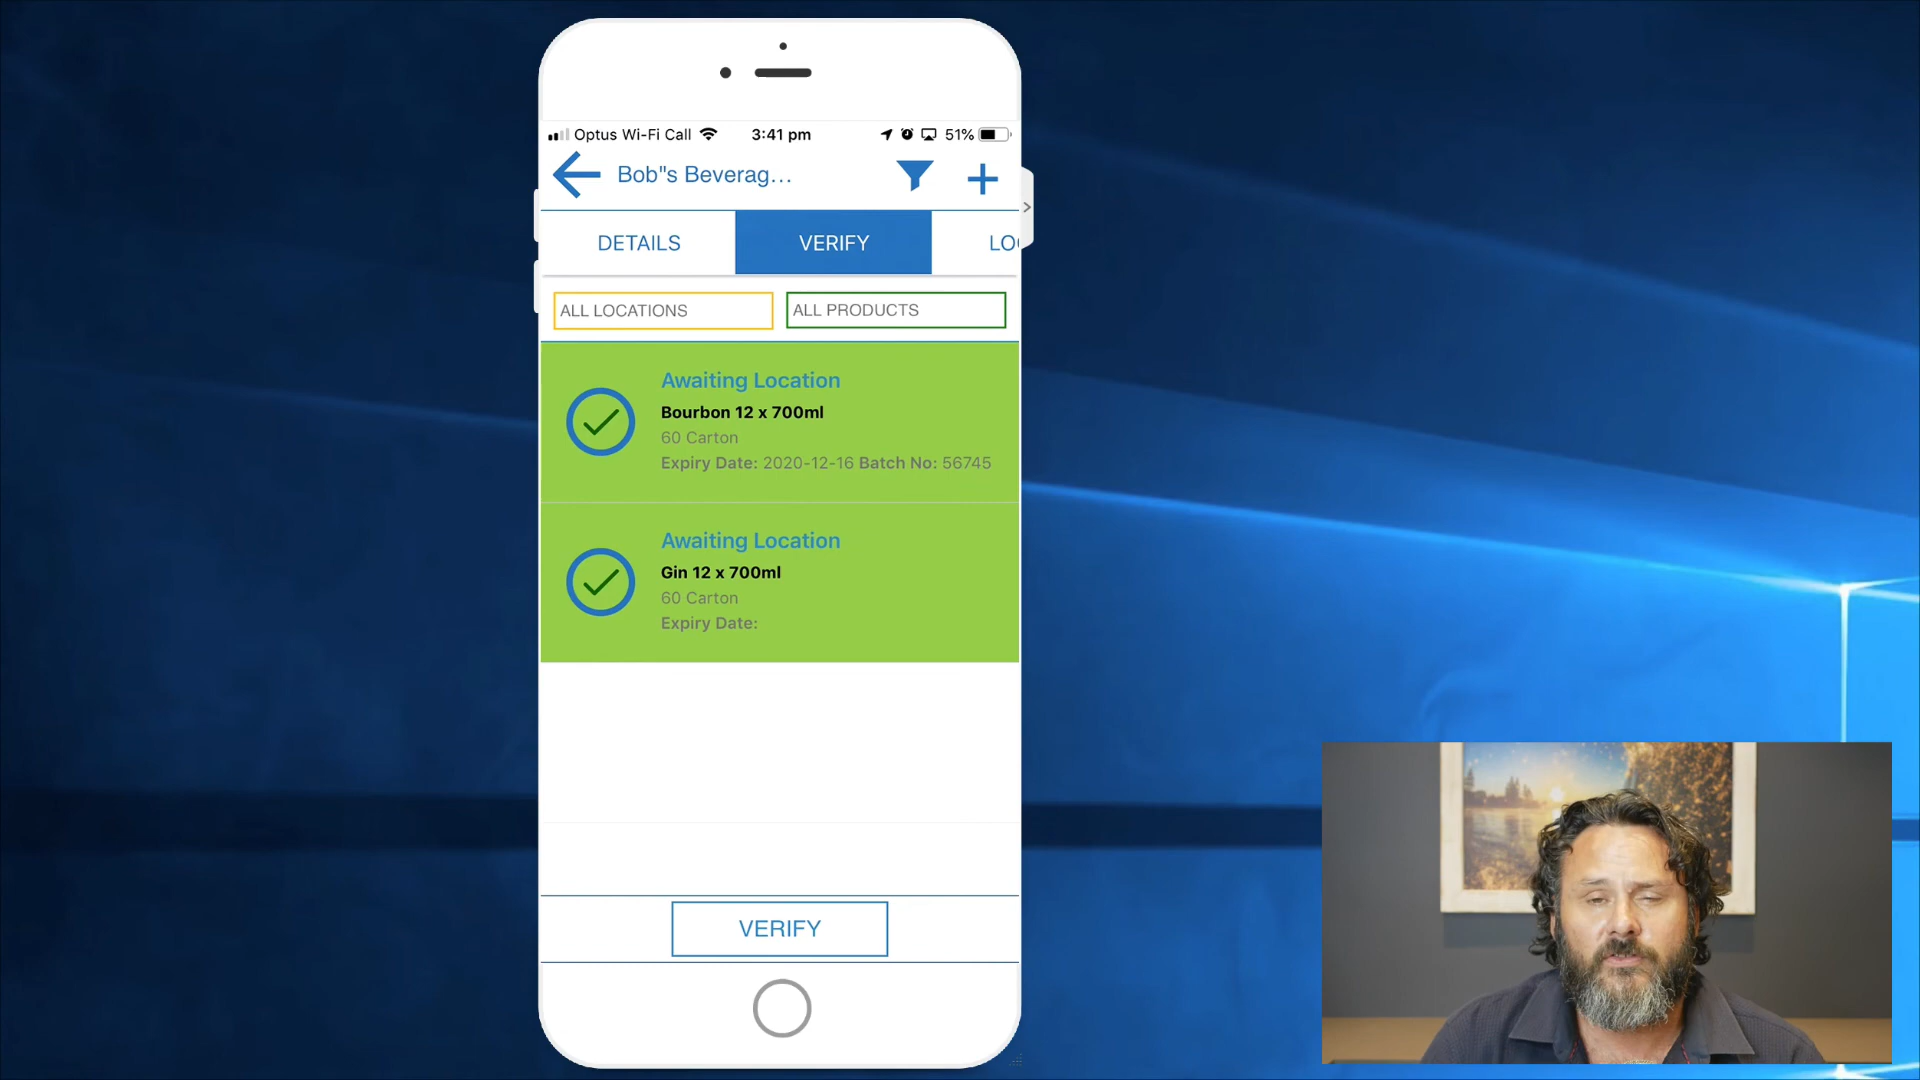 Optus Wi-Fi Call 3:41 pm 51%
Bob"s Beverag...
DETAILS VERIFY LO
ALL LOCATIONS ALL PRODUCTS
Awaiting Location
Bourbon 12 x 700ml
60 Carton
Expiry Date: 2020-12-16 Batch No: 56745
Awaiting Location
Gin 12 x 700ml
60 Carton
Expiry Date:
VERIFY